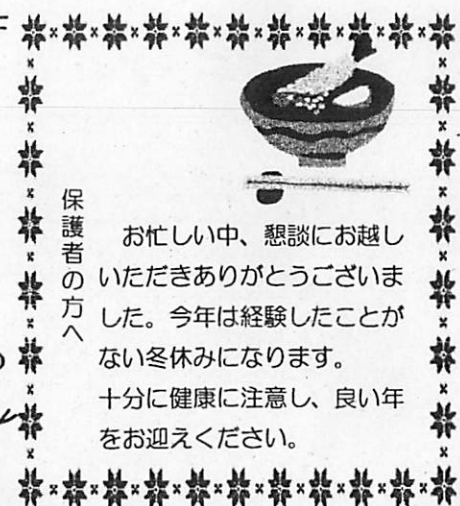 保護者の方へ
お忙しい中、懇談にお越し
いただきありがとうございま
した。今年は経験したことが
ない冬休みになります。
十分に健康に注意し、良い年
をお迎えください。